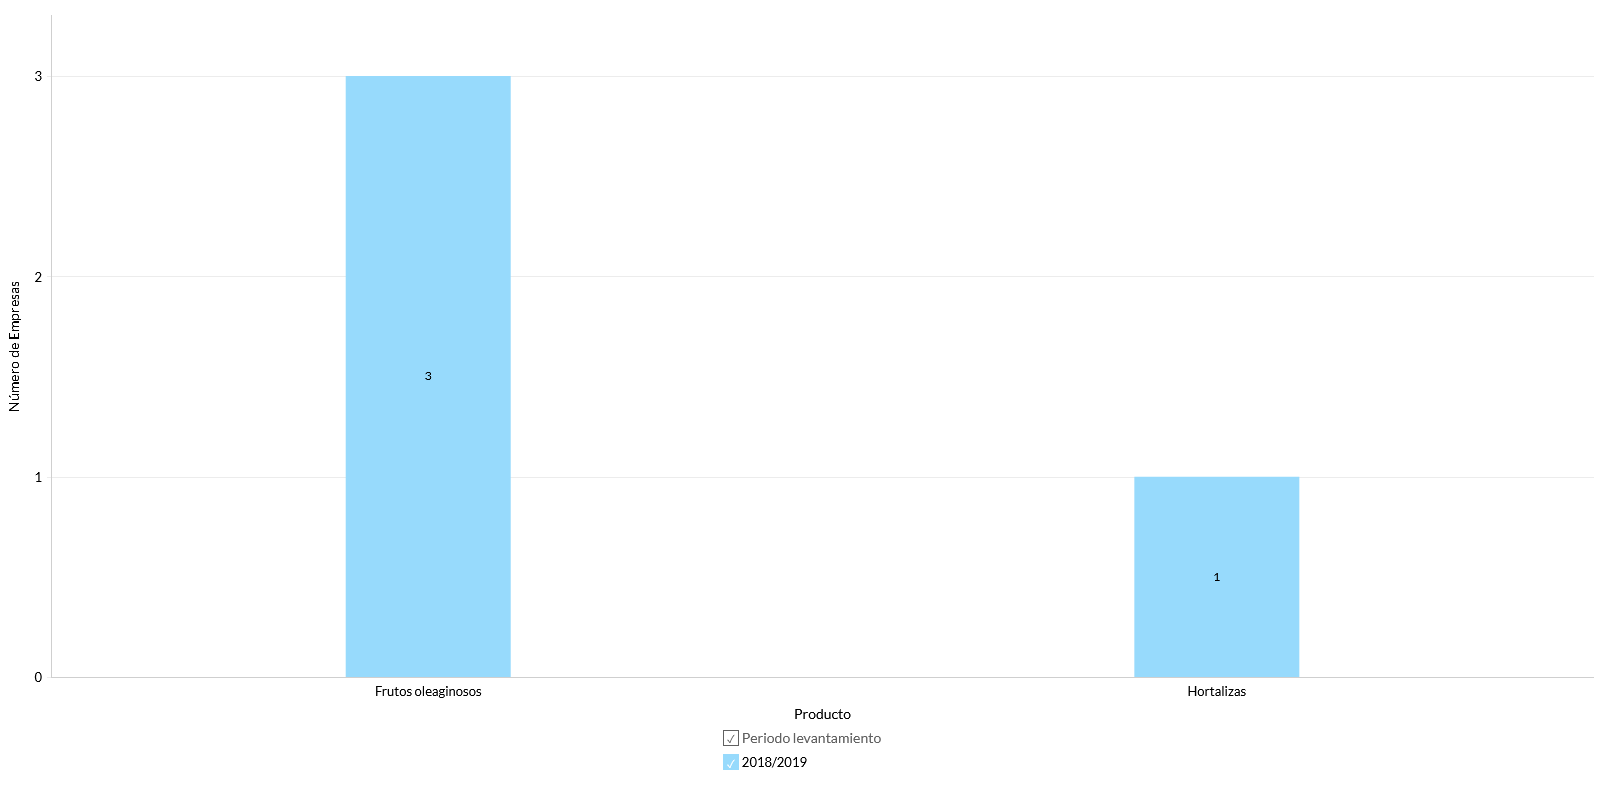 Número de Empresas
3
2
1
0
3
1
Frutos oleaginosos
Hortalizas
Producto
Periodo levantamiento
2018/2019